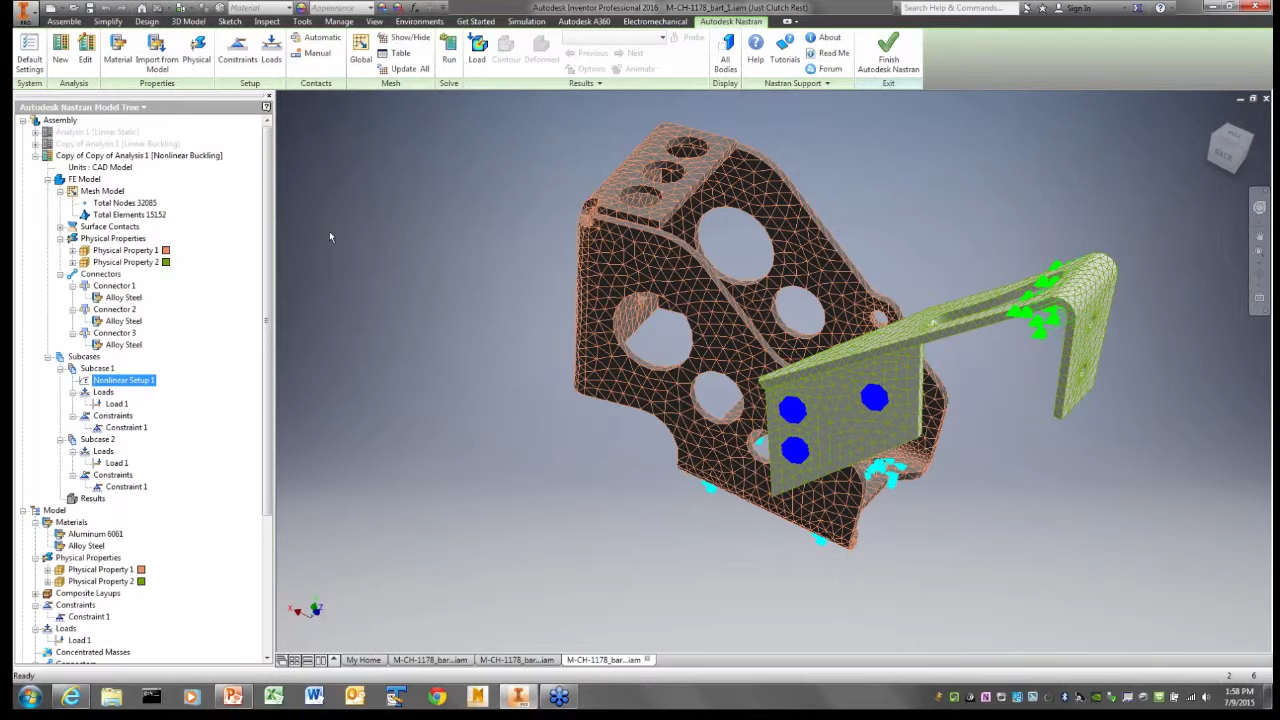 Material
Appearance
Autodesk Inventor Professional 2016 M-CH-1178_bart_1.iam (Just Clutch Rest)
Search Help & Commands...
Sign In
PRO
Assemble Simplify Design 3D Model Sketch Inspect Tools Manage View Environments Get Started Simulation Autodesk A360 Electromechanical Autodesk Nastran
Default Settings
New
Edit
Material
Import from Model
Physical
Constraints
Loads
Automatic
Manual
Global
Show/Hide
Table
Update All
Run
Load
Contour
Deformed
Probe
Previous
Next
Options
Animate
All Bodies
Help
Tutorials
About
Read Me
Forum
Finish Autodesk Nastran
System Analysis Properties Setup Contacts Mesh Solve Results Display Nastran Support Exit
Autodesk Nastran Model Tree
Assembly
Analysis 1 [Linear Static]
Copy of Analysis 1 [Linear Buckling]
Copy of Copy of Analysis 1 [Nonlinear Buckling]
Units : CAD Model
FE Model
Mesh Model
Total Nodes 32085
Total Elements 15152
Surface Contacts
Physical Properties
Physical Property 1
Physical Property 2
Connectors
Connector 1
Alloy Steel
Connector 2
Alloy Steel
Connector 3
Alloy Steel
Subcases
Subcase 1
Nonlinear Setup 1
Loads
Load 1
Constraints
Constraint 1
Subcase 2
Loads
Load 1
Constraints
Constraint 1
Results
Model
Materials
Aluminum 6061
Alloy Steel
Physical Properties
Physical Property 1
Physical Property 2
Composite Layups
Constraints
Constraint 1
Loads
Load 1
Concentrated Masses
BACK
X
Z
My Home M-CH-1178_bar...iam M-CH-1178_bar...iam M-CH-1178_bar...iam
Ready
2 6
1:58 PM
7/9/2015